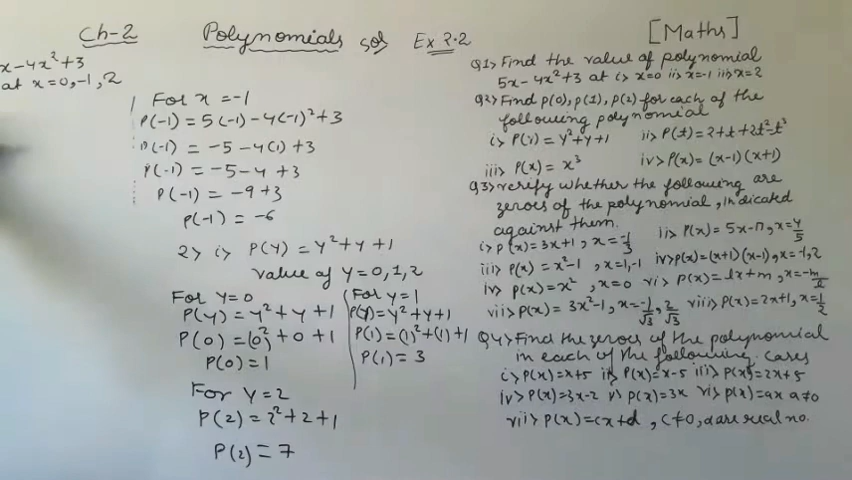 Ch-2 Polynomials sol Ex 2.2 [Maths]
x-4x²+3
at x=0,-1,2
For x=-1
P(-1) = 5(-1)-4(-1)²+3
P(-1) = -5-4(1)+3
P(-1) = -5-4+3
P(-1) = -9+3
P(-1) = -6
2> i> P(Y) = Y²+Y+1
value of Y=0,1,2
For Y=0
P(Y) = Y²+Y+1
P(0) = (0)²+0+1
P(0) = 1
For Y=1
P(Y) = Y²+Y+1
P(1) = (1)²+(1)+1
P(1) = 3
For Y=2
P(2) = 2²+2+1
P(2) = 7
Q1> Find the value of polynomial
5x-4x²+3 at i> x=0 ii> x=-1 iii> x=2
Q2> Find P(0), P(1), P(2) for each of the
following polynomial
i> P(Y) = Y²+Y+1 ii> P(t) = 2+t+2t²-t³
iii> P(x) = x³ iv> P(x) = (x-1)(x+1)
Q3> verify whether the following are
zeroes of the polynomial, indicated
against them.
i> P(x)=3x+1, x=-1/3 ii> P(x)=5x-π, x=4/5
iii> P(x) = x²-1, x=1,-1 iv> P(x)=(x+1)(x-1), x=-1,2
iv> P(x) = x², x=0 vi> P(x)=lx+m, x=-m/l
vii> P(x)= 3x²-1, x=-1/√3, 2/√3 viii> P(x)=2x+1, x=1/2
Q4> Find the zeroes of the polynomial
in each of the following cases
i> P(x)=x+5 ii> P(x)=x-5 iii> P(x)=2x+5
iv> P(x)=3x-2 v> P(x)=3x vi> P(x)=ax a≠0
vii> P(x)=cx+d, c≠0, d are real no.